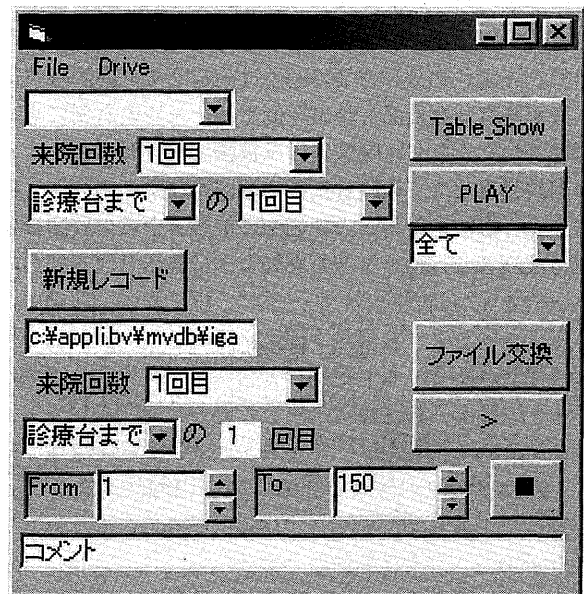 File Drive
Table_Show
来院回数 1回目
PLAY
診療台まで の 1回目
全て
新規レコード
c:¥appli.bv¥mvdb¥iga
ファイル交換
来院回数 1回目
>
診療台まで の 1 回目
From 1 To 150
コメント